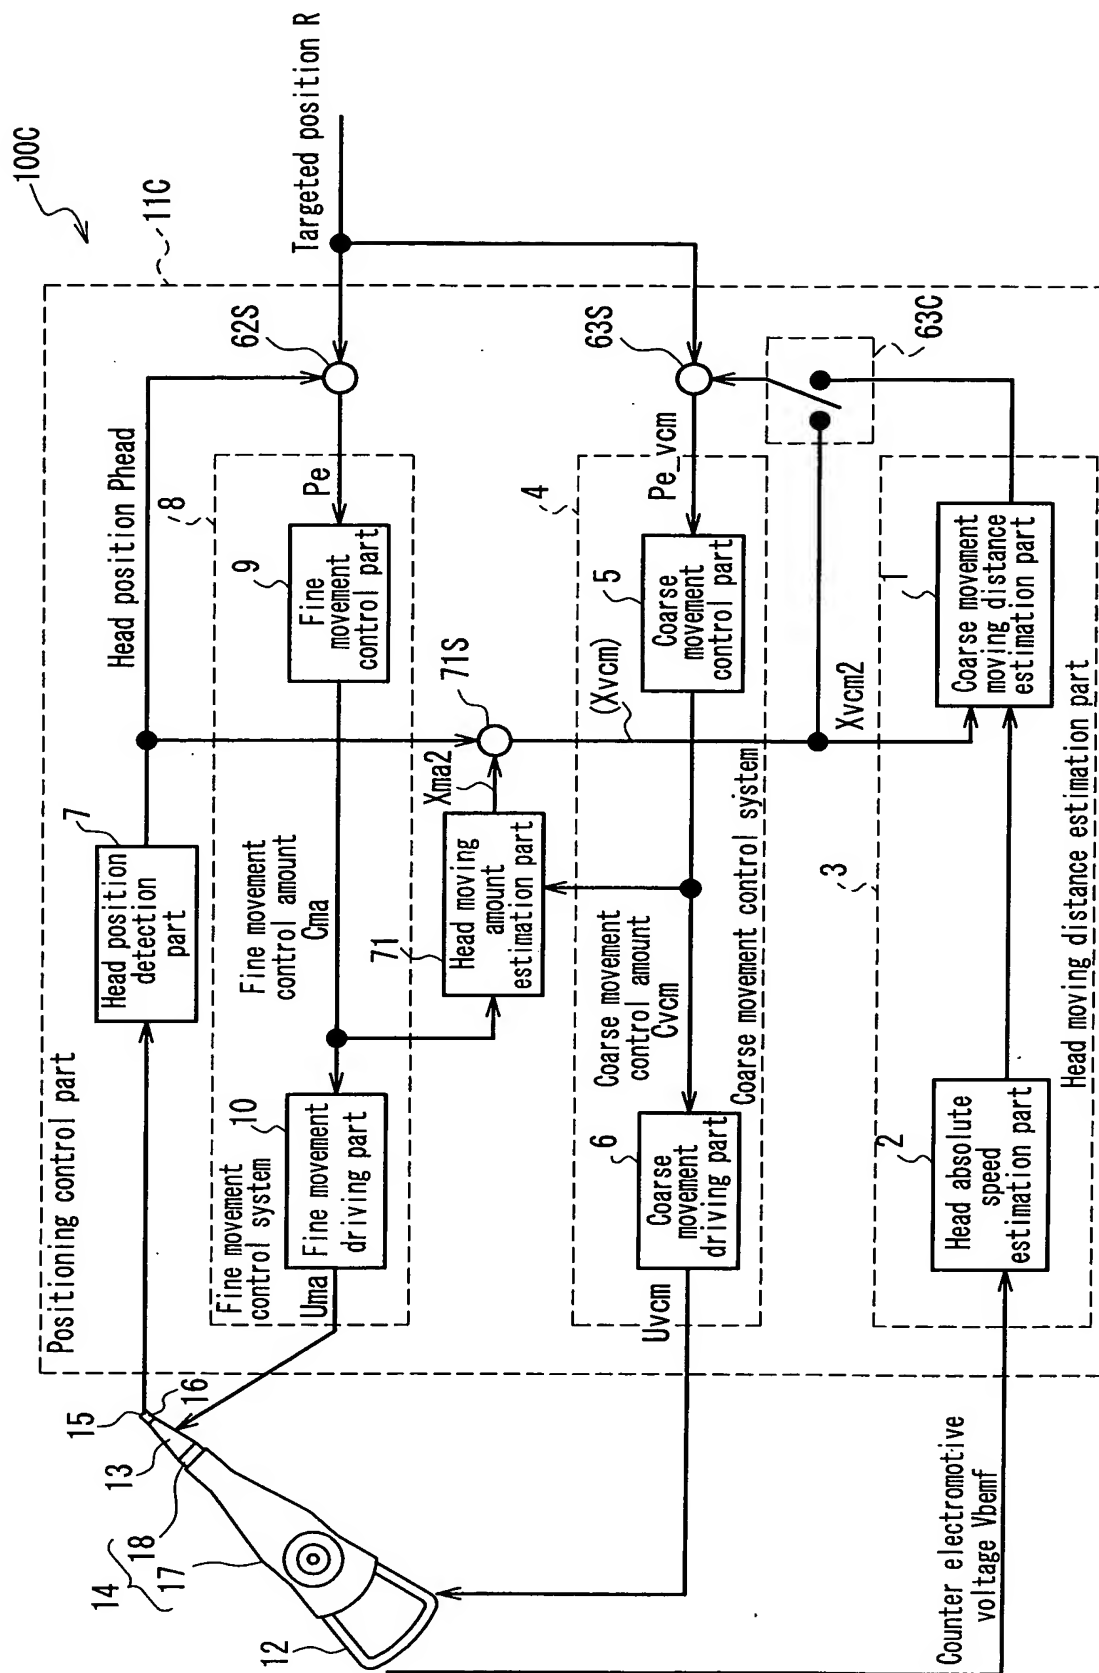 100C
11C
Targeted position R
62S
63S
63C
Head position Phead
Positioning control part
7
Head position
detection
part
8
Pe
9
Fine
movement
control part
Fine movement
control amount
Cma
10
Fine movement
driving part
Fine movement
control system
Uma
71S
Xma2
71
Head moving
amount
estimation part
4
Pe_vcm
5
Coarse
movement
control part
(Xvcm)
Coarse movement
control amount
Cvcm
Coarse movement control system
6
Coarse
movement
driving part
Uvcm
Xvcm2
1
Coarse movement
moving distance
estimation part
3
Head moving distance estimation part
2
Head absolute
speed
estimation part
15
16
13
18
14
17
12
Counter electromotive
voltage Vbemf